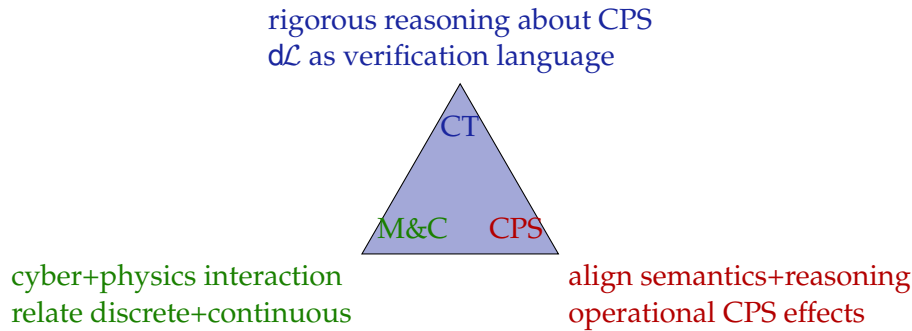 rigorous reasoning about CPS
dℒ as verification language
CT
M&C
CPS
cyber+physics interaction
relate discrete+continuous
align semantics+reasoning
operational CPS effects